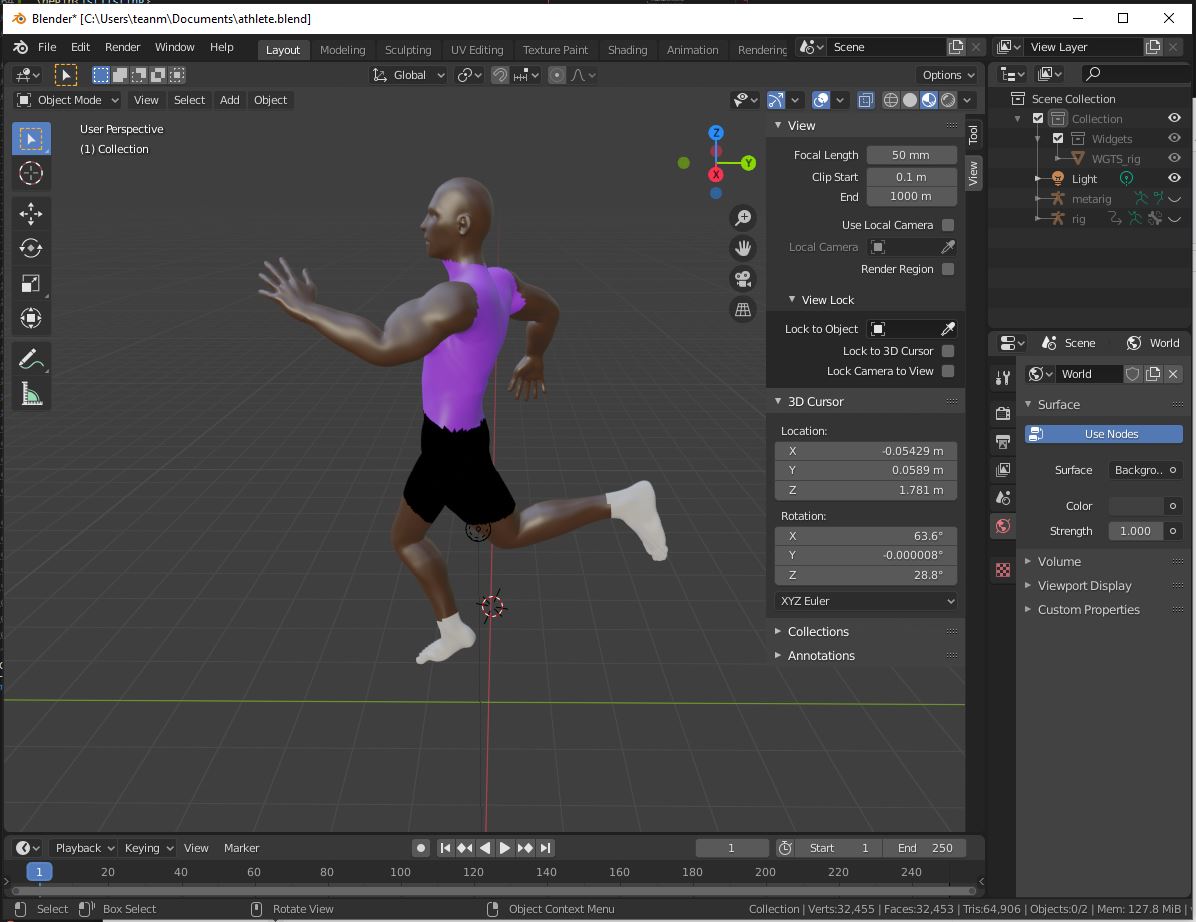 Blender* [C:\Users\teanm\Documents\athlete.blend]
File Edit Render Window Help Layout Modeling Sculpting UV Editing Texture Paint Shading Animation Rendering Scene View Layer
Global Options
Object Mode View Select Add Object
User Perspective
(1) Collection
Z
Y
X
View
Focal Length 50 mm
Clip Start 0.1 m
End 1000 m
Use Local Camera
Local Camera
Render Region
View Lock
Lock to Object
Lock to 3D Cursor
Lock Camera to View
3D Cursor
Location:
X -0.05429 m
Y 0.0589 m
Z 1.781 m
Rotation:
X 63.6°
Y -0.000008°
Z 28.8°
XYZ Euler
Collections
Annotations
Tool
View
Scene Collection
Collection
Widgets
WGTS_rig
Light
metarig
rig
Scene World
World
Surface
Use Nodes
Surface Backgro..
Color
Strength 1.000
Volume
Viewport Display
Custom Properties
Playback Keying View Marker 1 Start 1 End 250
1 20 40 60 80 100 120 140 160 180 200 220 240
Select Box Select Rotate View Object Context Menu Collection | Verts:32,455 | Faces:32,453 | Tris:64,906 | Objects:0/2 | Mem: 127.8 MiB |